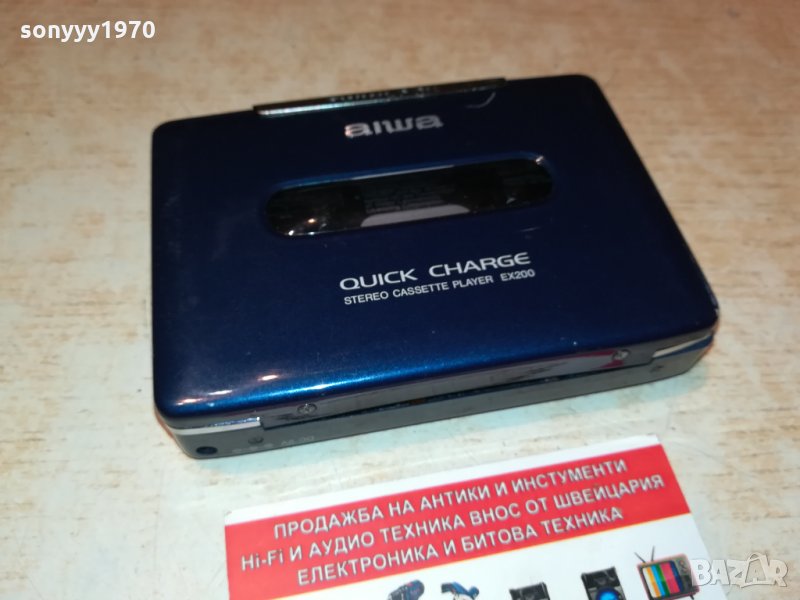 sonyyy1970
aiwa
QUICK CHARGE
STEREO CASSETTE PLAYER EX200
ПРОДАЖБА НА АНТИКИ И ИНСТУМЕНТИ
Hi-Fi И АУДИО ТЕХНИКА ВНОС ОТ ШВЕЙЦАРИЯ
ЕЛЕКТРОНИКА И БИТОВА ТЕХНИКА
BAZAR